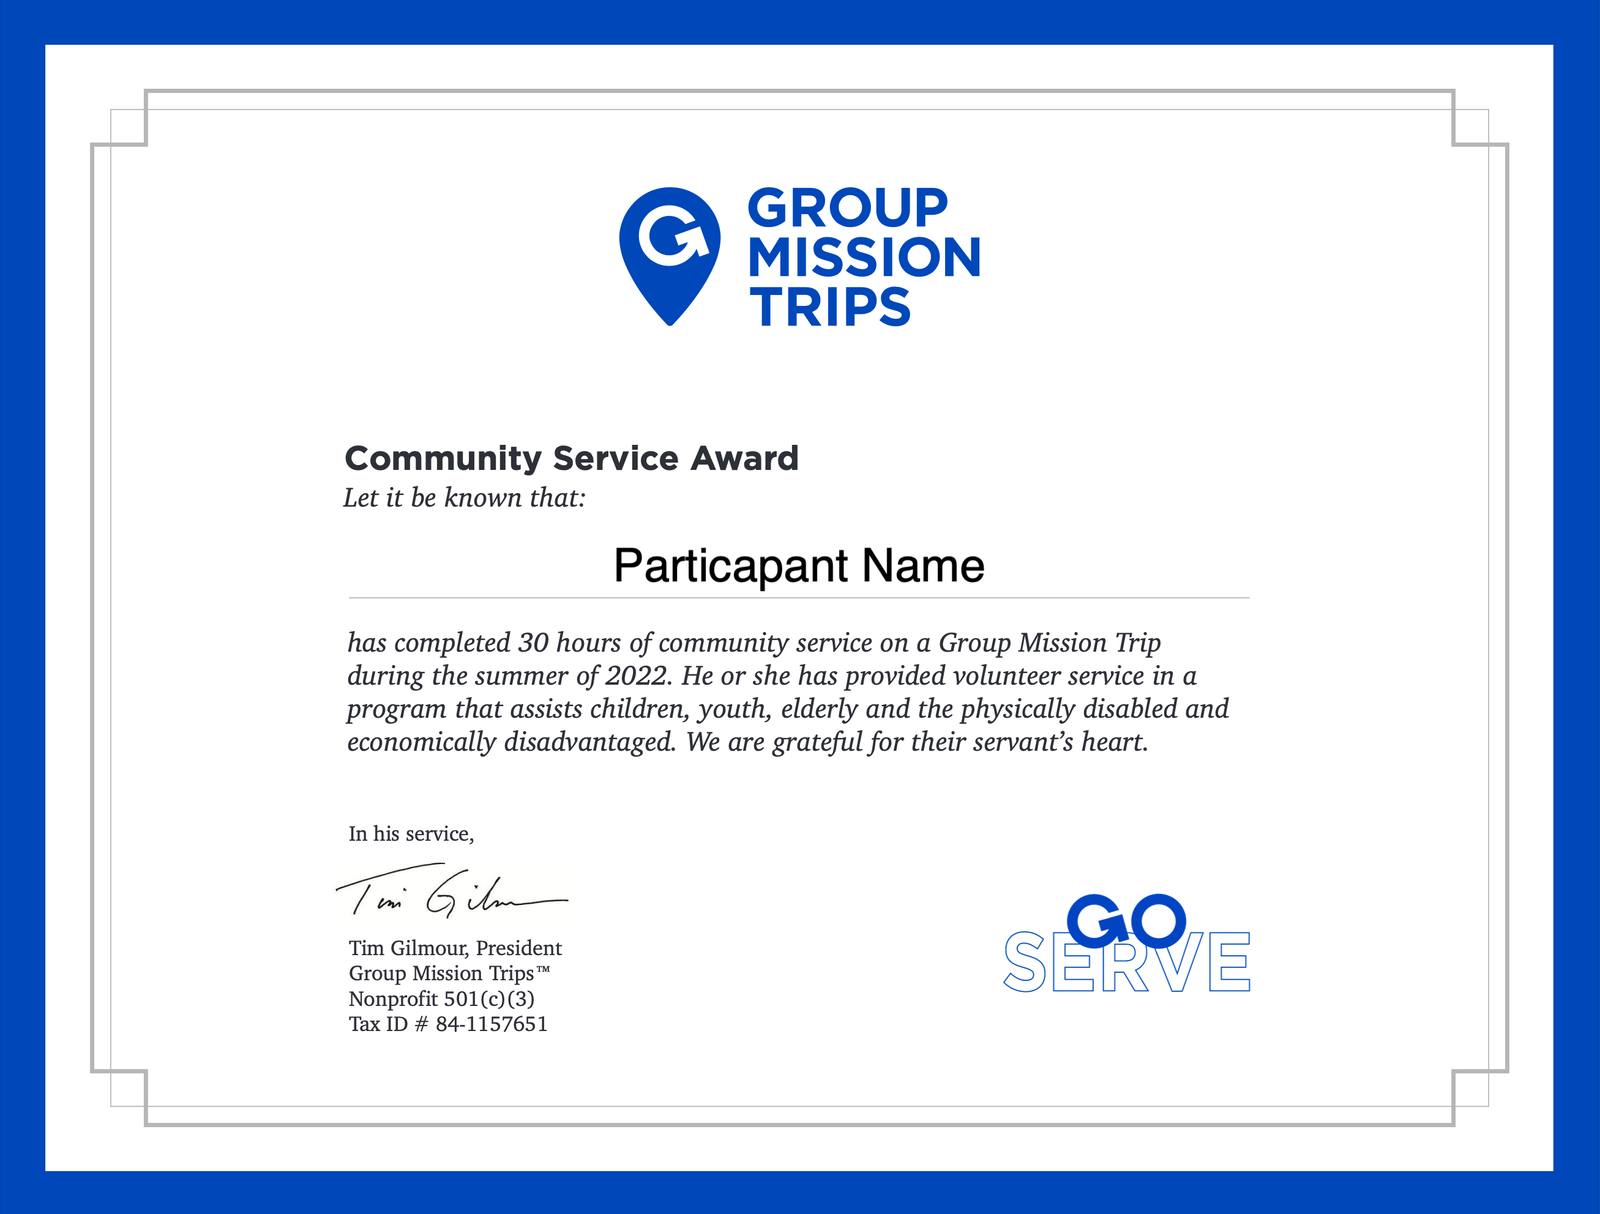 GROUP
MISSION
TRIPS
Community Service Award
Let it be known that:
Particapant Name
has completed 30 hours of community service on a Group Mission Trip
during the summer of 2022. He or she has provided volunteer service in a
program that assists children, youth, elderly and the physically disabled and
economically disadvantaged. We are grateful for their servant’s heart.
In his service,
Tim Gilmour, President
Group Mission Trips™
Nonprofit 501(c)(3)
Tax ID # 84-1157651
GO
SERVE